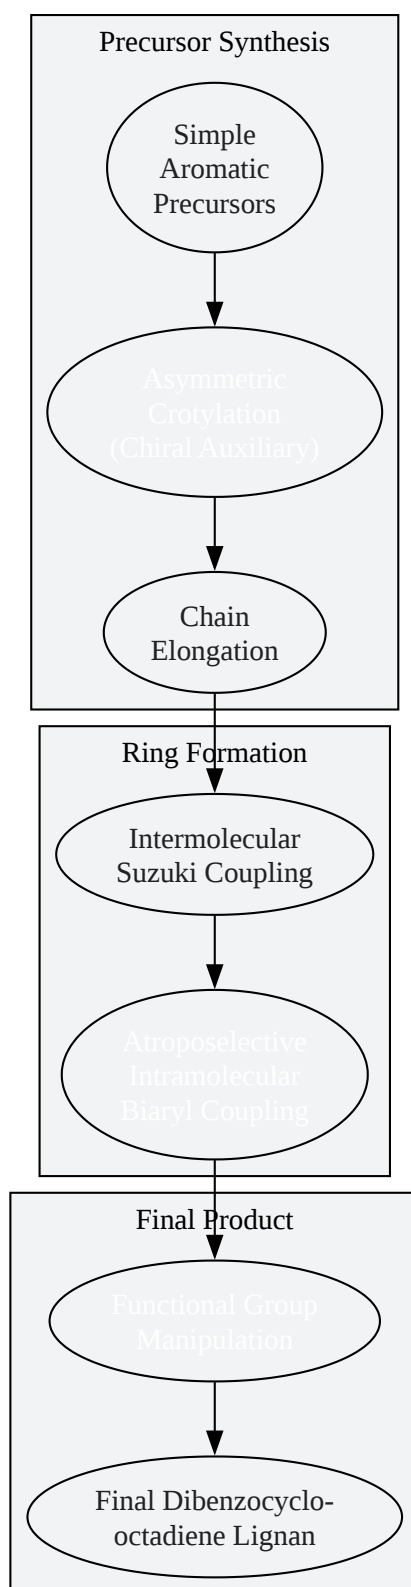 Precursor Synthesis
Simple
Aromatic
Precursors
Asymmetric
Crotylation
(Chiral Auxiliary)
Chain
Elongation
Ring Formation
Intermolecular
Suzuki Coupling
Atroposelective
Intramolecular
Biaryl Coupling
Final Product
Functional Group
Manipulation
Final Dibenzocyclo-
octadiene Lignan